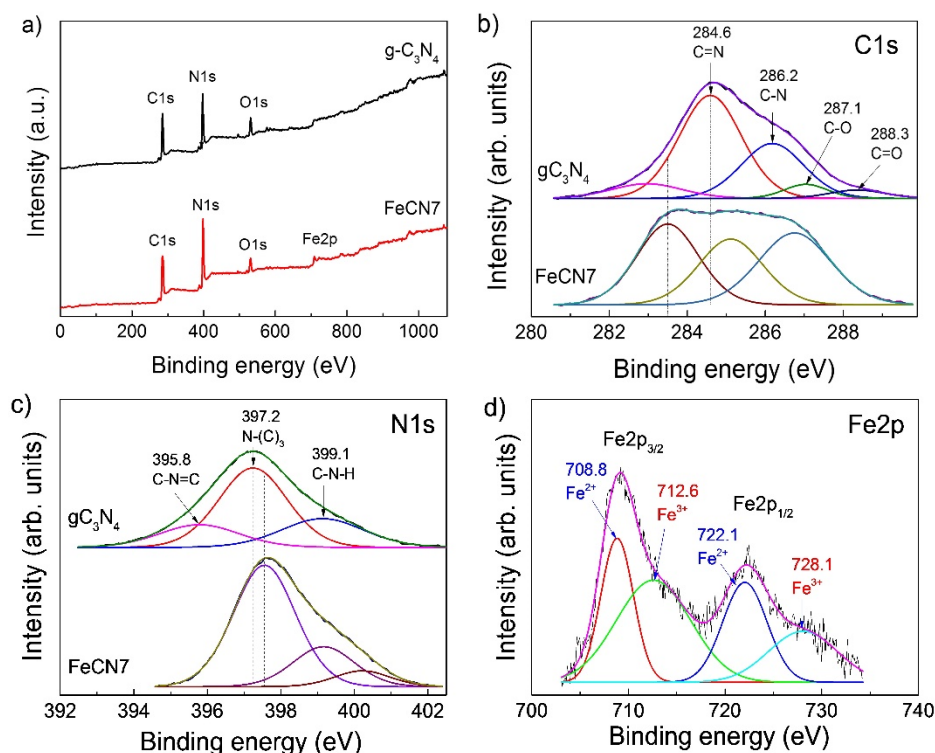 a)
g-C₃N₄
C1s
N1s
O1s
FeCN7
C1s
N1s
O1s
Fe2p
Intensity (a.u.)
0 200 400 600 800 1000
Binding energy (eV)
b)
C1s
284.6
C=N
286.2
C-N
287.1
C-O
288.3
C=O
gC₃N₄
FeCN7
Intensity (arb. units)
280 282 284 286 288
Binding energy (eV)
c)
N1s
397.2
N-(C)₃
395.8
C-N=C
399.1
C-N-H
gC₃N₄
FeCN7
Intensity (arb. units)
392 394 396 398 400 402
Binding energy (eV)
d)
Fe2p
Fe2p₃/₂
708.8
Fe²⁺
712.6
Fe³⁺
Fe2p₁/₂
722.1
Fe²⁺
728.1
Fe³⁺
Intensity (arb. units)
700 710 720 730 740
Binding Energy (eV)